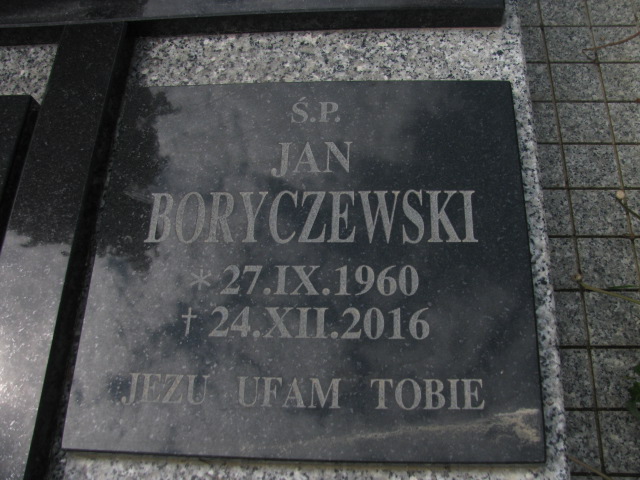 Ś.P.
JAN
BORYCZEWSKI
* 27.IX.1960
† 24.XII.2016
JEZU UFAM TOBIE